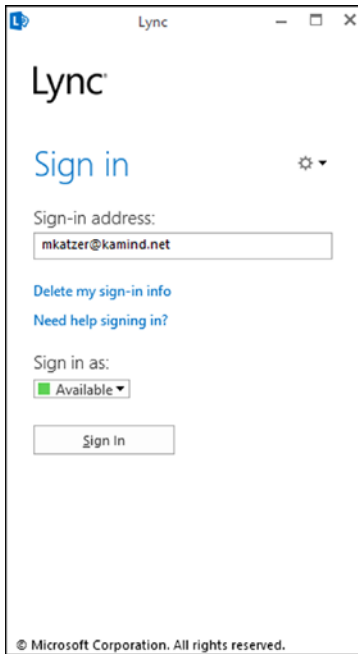 Lync
Lync
Sign in
Sign-in address:
mkatzer@kamind.net
Delete my sign-in info
Need help signing in?
Sign in as:
Available
Sign In
© Microsoft Corporation. All rights reserved.